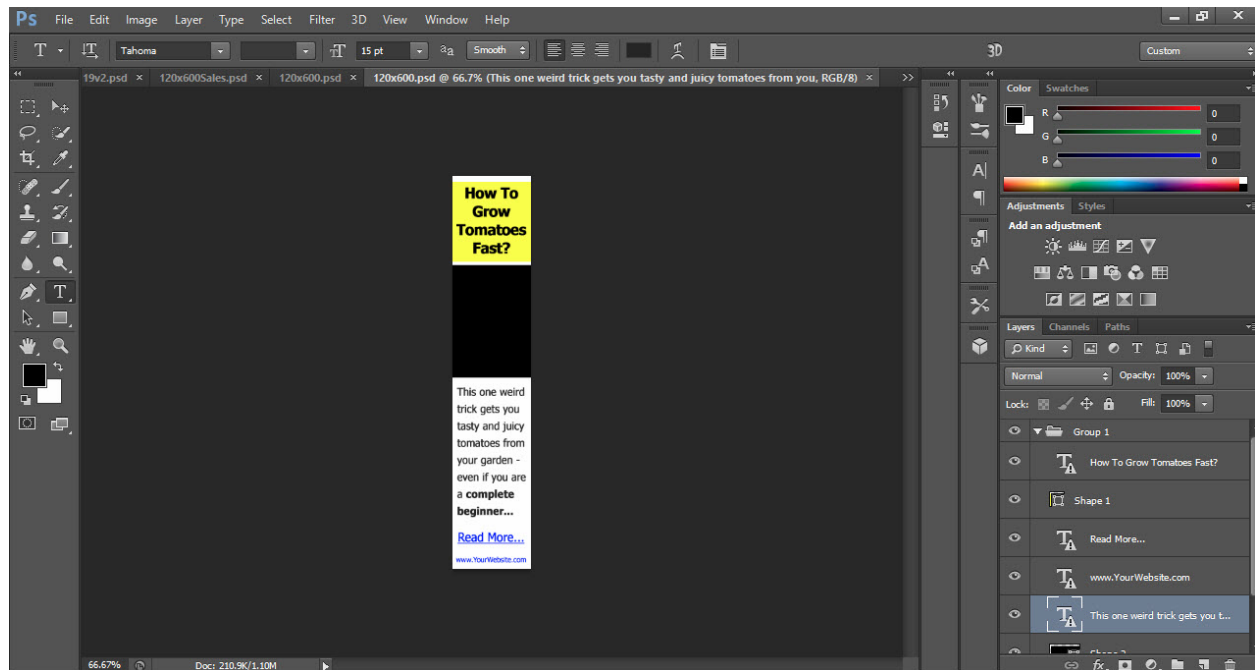 Ps File Edit Image Layer Type Select Filter 3D View Window Help
T Tahoma 15 pt aa Smooth 3D Custom
19v2.psd × 120x600Sales.psd × 120x600.psd × 120x600.psd @ 66.7% (This one weird trick gets you tasty and juicy tomatoes from you, RGB/8) ×
Color Swatches
R 0
G 0
B 0
Adjustments Styles
Add an adjustment
How To
Grow
Tomatoes
Fast?
This one weird
trick gets you
tasty and juicy
tomatoes from
your garden -
even if you are
a complete
beginner...
Read More...
www.YourWebsite.com
Layers Channels Paths
Kind
Normal Opacity: 100%
Lock: Fill: 100%
Group 1
How To Grow Tomatoes Fast?
Shape 1
Read More...
www.YourWebsite.com
This one weird trick gets you t...
66.67% Doc: 210.9K/1.10M